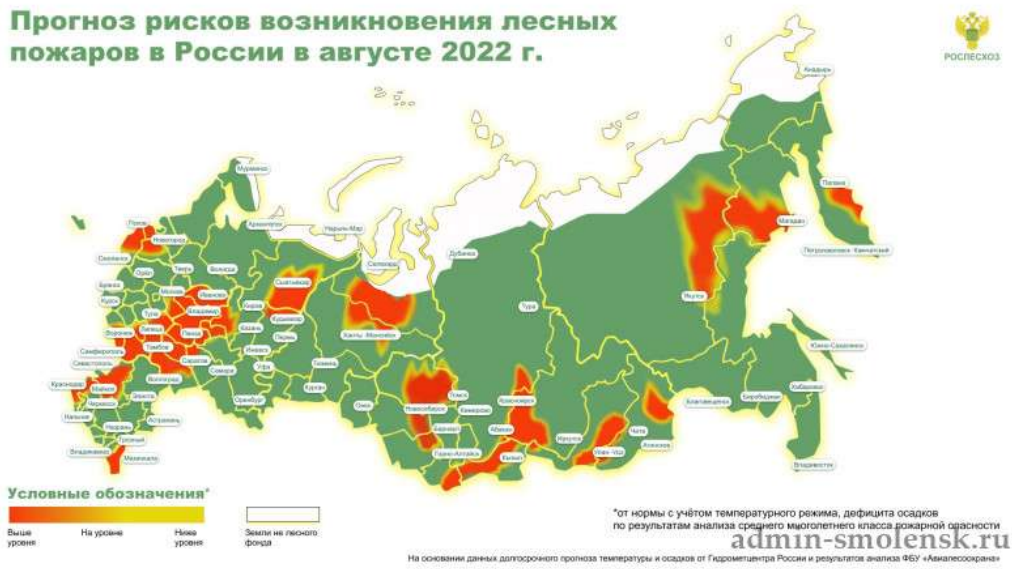 Прогноз рисков возникновения лесных
пожаров в России в августе 2022 г.
РОСЛЕСХОЗ
Анадырь
Мурманск
Палана
Псков
Архангельск
Нарьян-Мар
Магадан
Новгород
Петропавловск-Камчатский
Смоленск
Салехард
Дудинка
Орёл
Тверь
Вологда
Сыктывкар
Брянск
Москва
Иваново
Якутск
Курск
Киров
Тура
Тула
Владимир
Кудымкар
Казань
Воронеж
Липецк
Пенза
Пермь
Ханты-Мансийск
Тамбов
Симферополь
Ижевск
Южно-Сахалинск
Севастополь
Саратов
Уфа
Тюмень
Самара
Краснодар
Майкоп
Волгоград
Курган
Хабаровск
Элиста
Томск
Красноярск
Биробиджан
Черкесск
Оренбург
Омск
Новосибирск
Кемерово
Благовещенск
Нальчик
Астрахань
Магас
Барнаул
Абакан
Чита
Грозный
Иркутск
Агинское
Владикавказ
Махачкала
Горно-Алтайск
Кызыл
Улан-Удэ
Владивосток
Условные обозначения*
Выше
уровня
На уровне
Ниже
уровня
Земли не лесного
фонда
*от нормы с учётом температурного режима, дефицита осадков
по результатам анализа среднего многолетнего класса пожарной опасности
admin-smolensk.ru
На основании данных долгосрочного прогноза температуры и осадков от Гидрометцентра России и результатов анализа ФБУ «Авиалесоохрана»